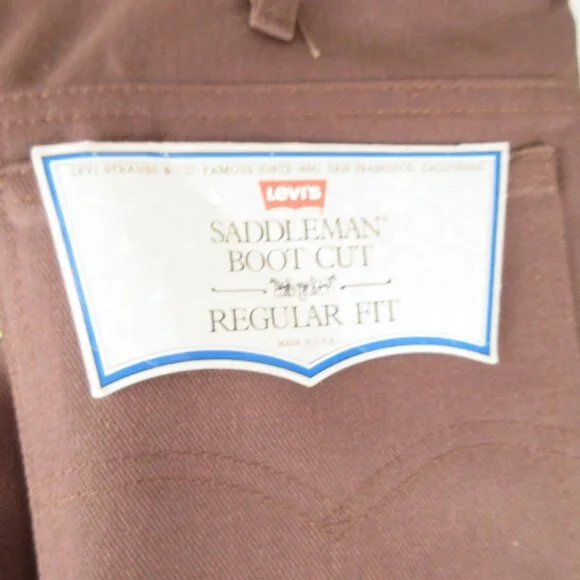 LEVI STRAUSS & CO. FAMOUS SINCE 1850, SAN FRANCISCO, CALIFORNIA
LEVI'S
SADDLEMAN®
BOOT CUT
REGULAR FIT
MADE IN U.S.A.